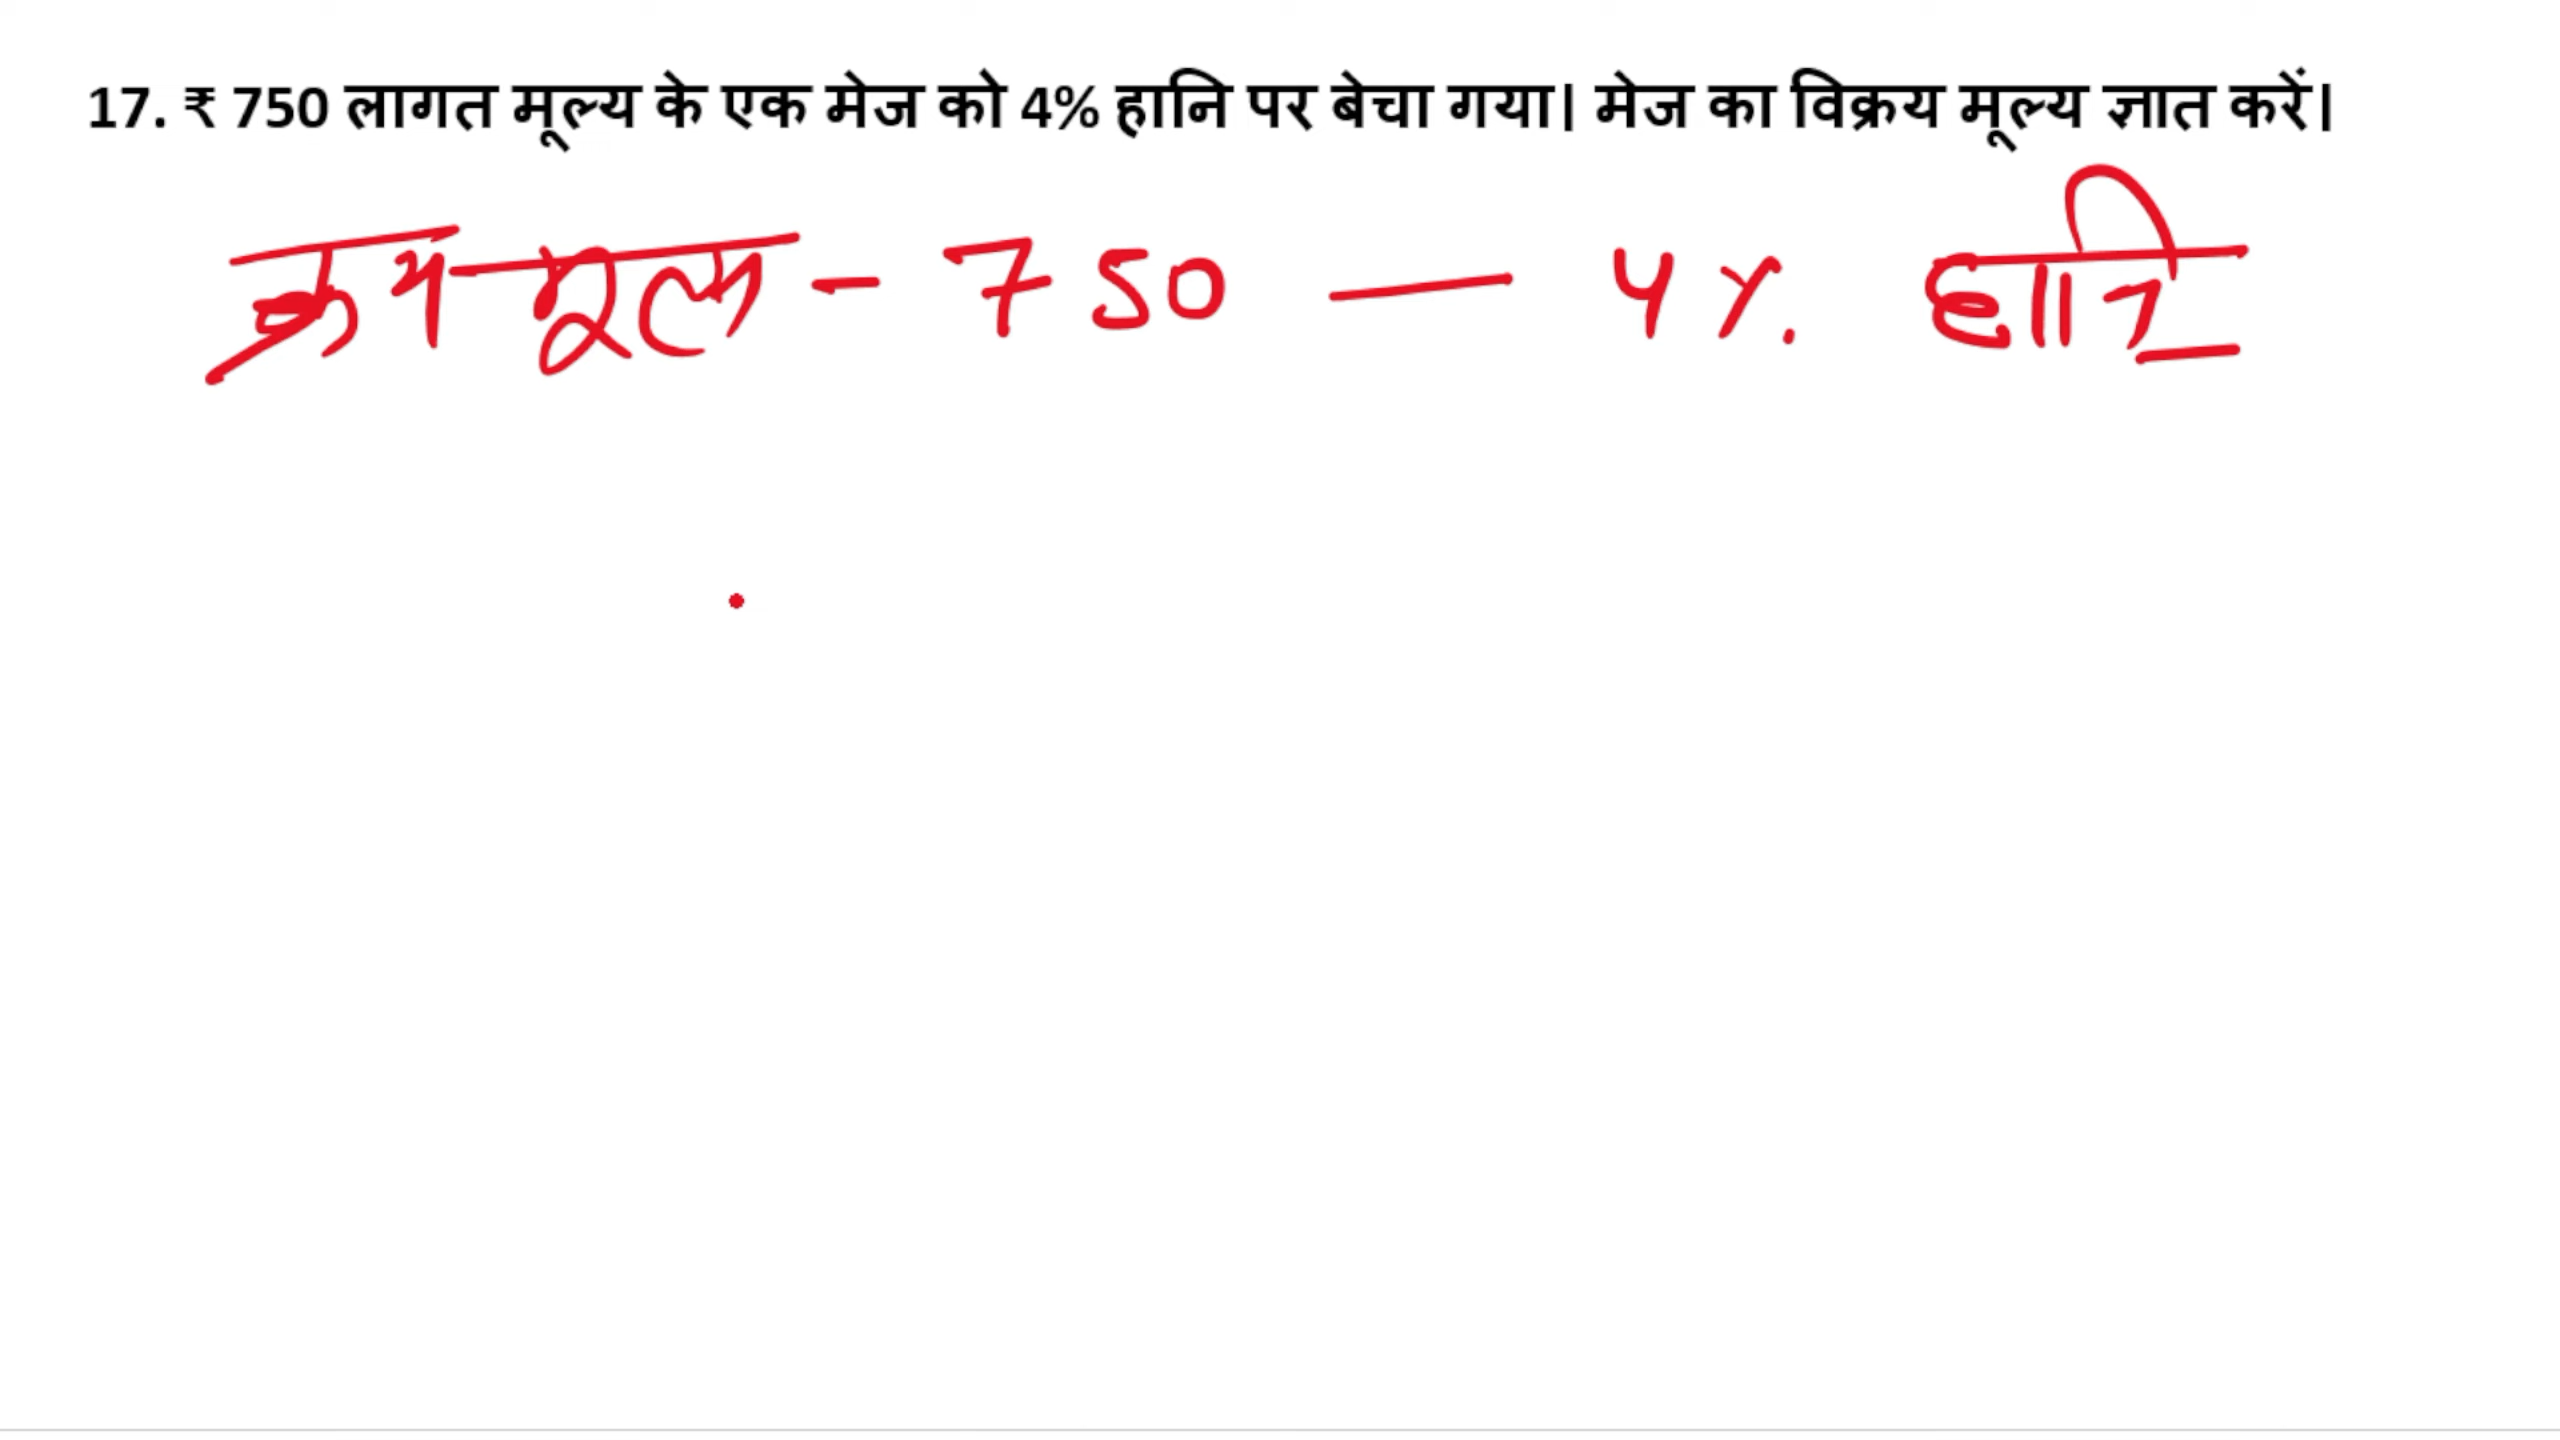 17. ₹ 750 लागत मूल्य के एक मेज को 4% हानि पर बेचा गया। मेज का विक्रय मूल्य ज्ञात करें।
क्रय मूल्य - 750 — 4%. हानि